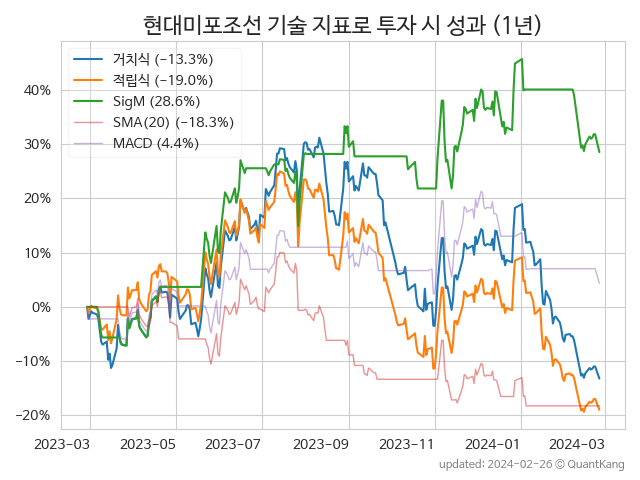 현대미포조선 기술 지표로 투자 시 성과 (1년)
거치식 (−13.3%)
적립식 (−19.0%)
SigM (28.6%)
SMA(20) (−18.3%)
MACD (4.4%)
40%
30%
20%
10%
0%
−10%
−20%
2023−03 2023−05 2023−07 2023−09 2023−11 2024−01 2024−03
updated: 2024−02−26 ⓒ QuantKang